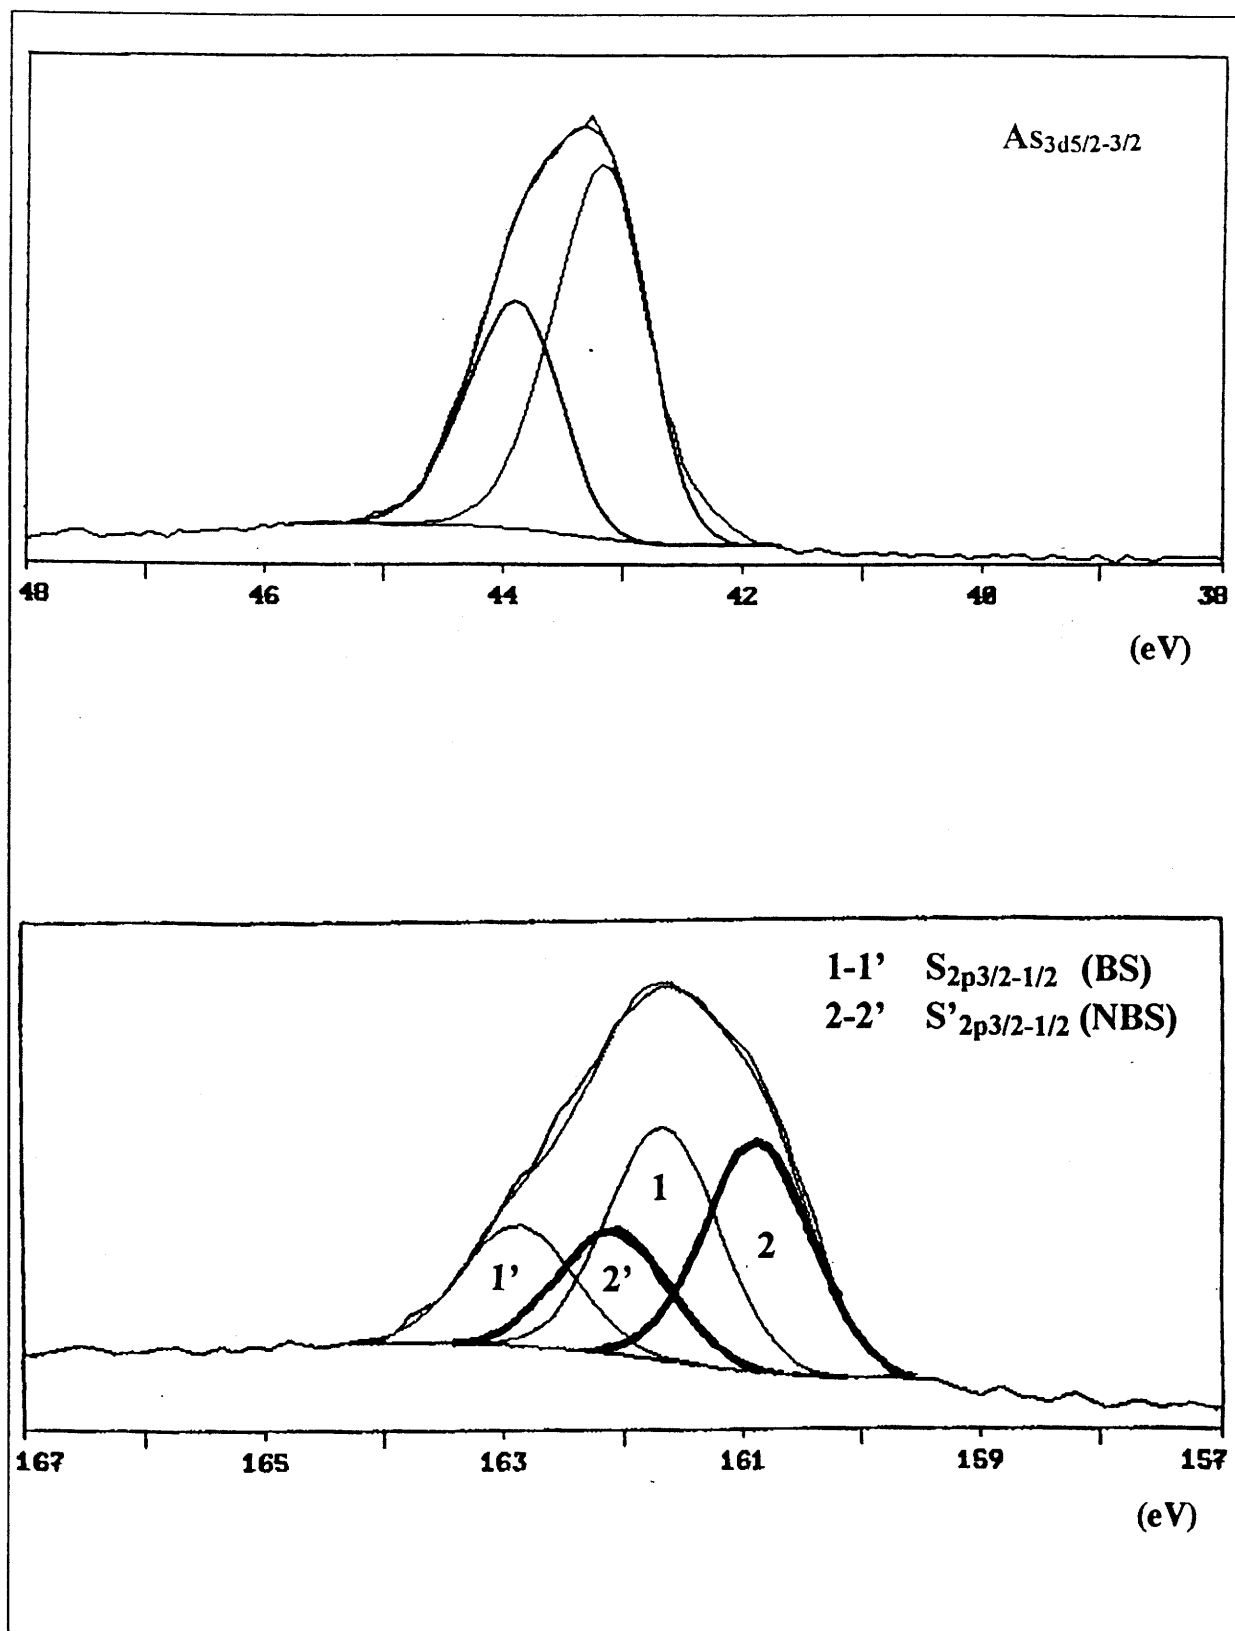 As3d5/2-3/2
48 46 44 42 40 38
(eV)
1-1’ S2p3/2-1/2 (BS)
2-2’ S’2p3/2-1/2 (NBS)
1
2
1’
2’
167 165 163 161 159 157
(eV)